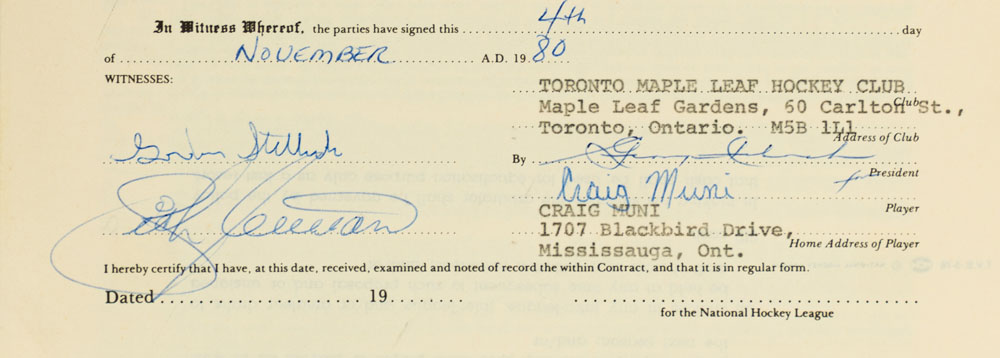 In Witness Whereof, the parties have signed this 4th day
of NOVEMBER A.D. 19 80
WITNESSES:
TORONTO MAPLE LEAF HOCKEY CLUB
Club
Maple Leaf Gardens, 60 Carlton St.,
Toronto, Ontario. M5B 1L1
Address of Club
Gordon Stellick
By
President
Craig Muni
Player
CRAIG MUNI
1707 Blackbird Drive,
Mississauga, Ont.
Home Address of Player
I hereby certify that I have, at this date, received, examined and noted of record the within Contract, and that it is in regular form.
Dated 19
for the National Hockey League